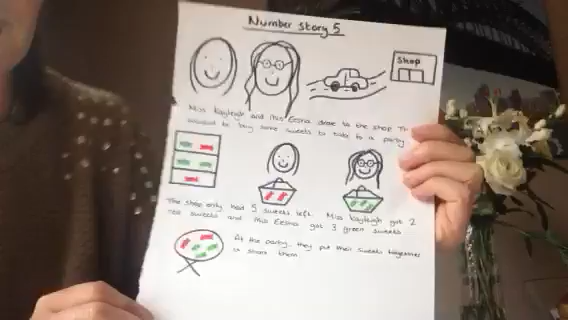 Number Story 5
Shop
Miss Kayleigh and Miss Eesha drove to the shop. They
wanted to buy some sweets to take to a party
The shop only had 5 sweets left. Miss Kayleigh got 2
red sweets and Miss Eesha got 3 green sweets
At the party, they put their sweets together
to share them